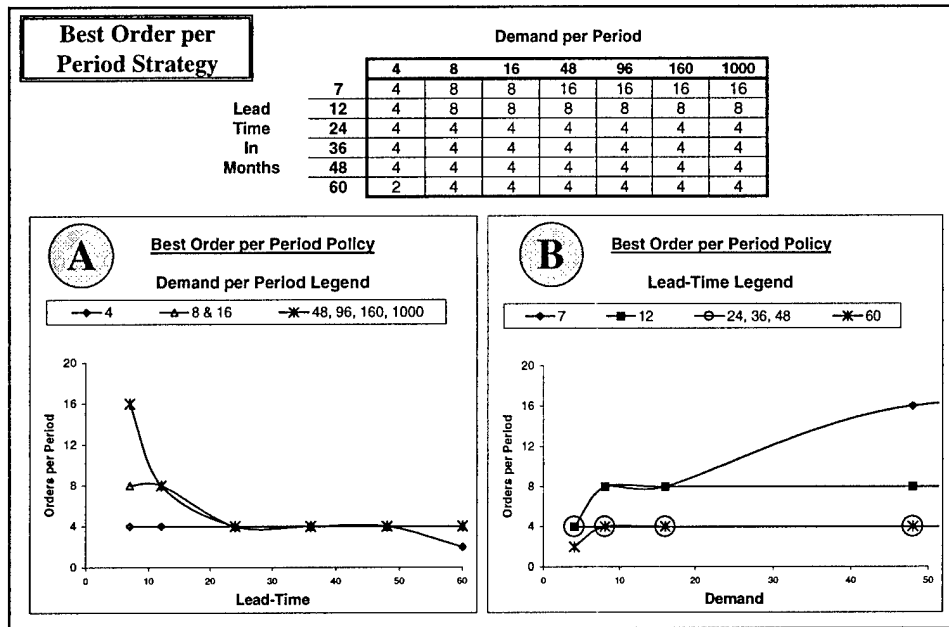 Best Order per
Period Strategy
Demand per Period
4 8 16 48 96 160 1000
7 4 8 8 16 16 16 16
Lead 12 4 8 8 8 8 8 8
Time 24 4 4 4 4 4 4 4
In 36 4 4 4 4 4 4 4
Months 48 4 4 4 4 4 4 4
60 2 4 4 4 4 4 4
A
Best Order per Period Policy
Demand per Period Legend
4 8 & 16 48, 96, 160, 1000
Orders per Period
20
16
12
8
4
0
0 10 20 30 40 50 60
Lead-Time
B
Best Order per Period Policy
Lead-Time Legend
7 12 24, 36, 48 60
Orders per Period
20
16
12
8
4
0
0 10 20 30 40 50
Demand